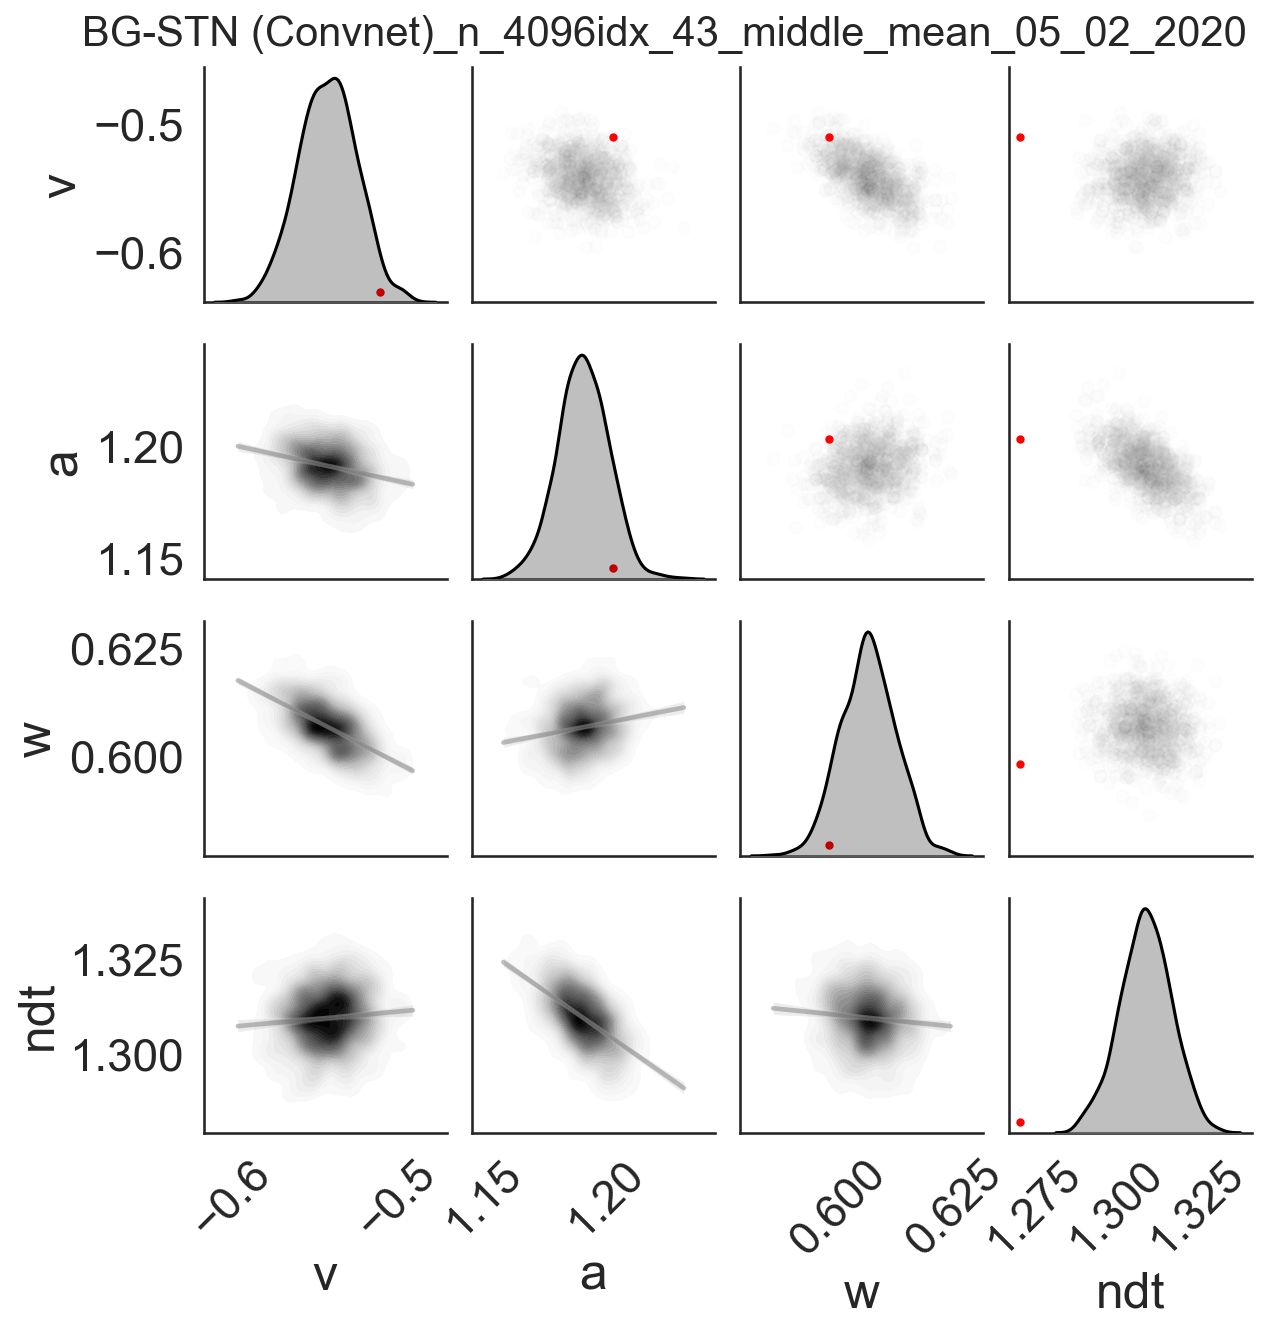 BG-STN (Convnet)_n_4096idx_43_middle_mean_05_02_2020
−0.5
v
−0.6
1.20
a
1.15
0.625
w
0.600
1.325
ndt
1.300
−0.6 −0.5 1.15 1.20 0.600 0.625 1.275 1.300 1.325
v a w ndt